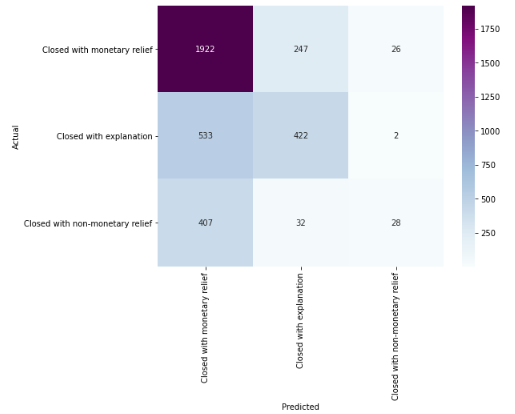 Closed with monetary relief
Closed with explanation
Closed with non-monetary relief
Actual
1922 247 26
533 422 2
407 32 28
1750
1500
1250
1000
750
500
250
Closed with monetary relief
Closed with explanation
Closed with non-monetary relief
Predicted